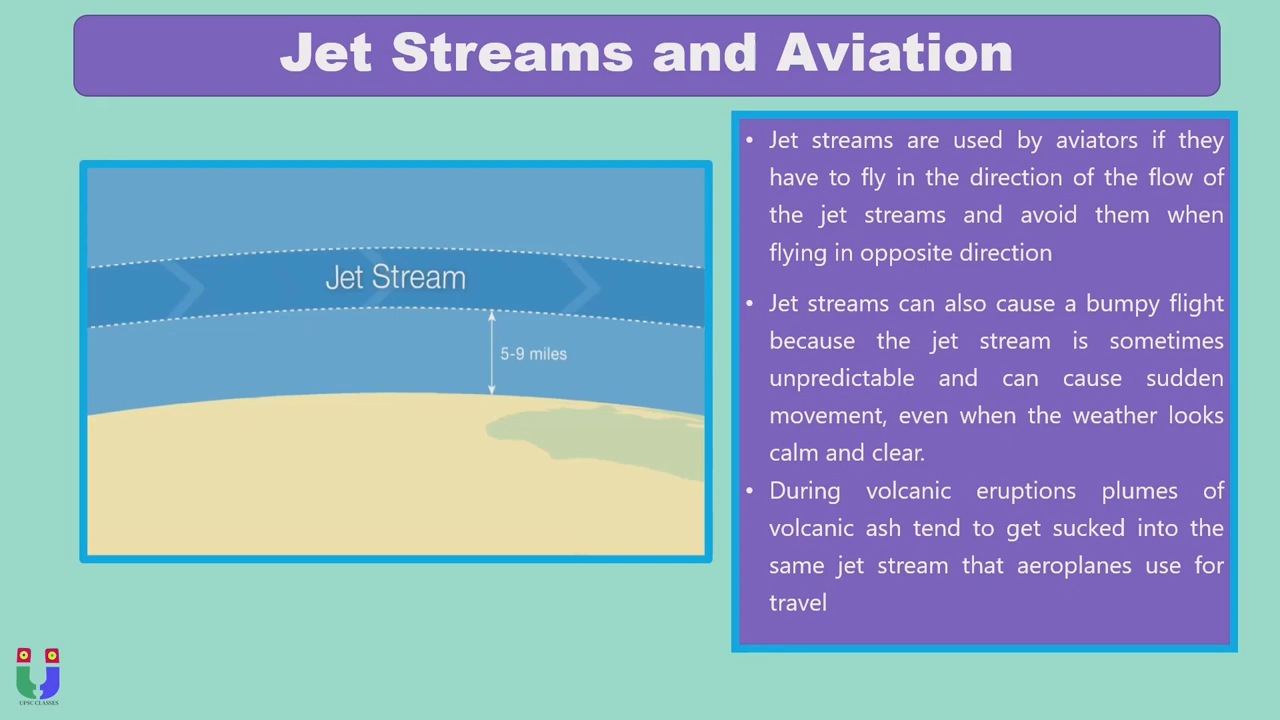 Jet Streams and Aviation
Jet Stream
5-9 miles
• Jet streams are used by aviators if they
have to fly in the direction of the flow of
the jet streams and avoid them when
flying in opposite direction
• Jet streams can also cause a bumpy flight
because the jet stream is sometimes
unpredictable and can cause sudden
movement, even when the weather looks
calm and clear.
• During volcanic eruptions plumes of
volcanic ash tend to get sucked into the
same jet stream that aeroplanes use for
travel
UPSC CLASSES